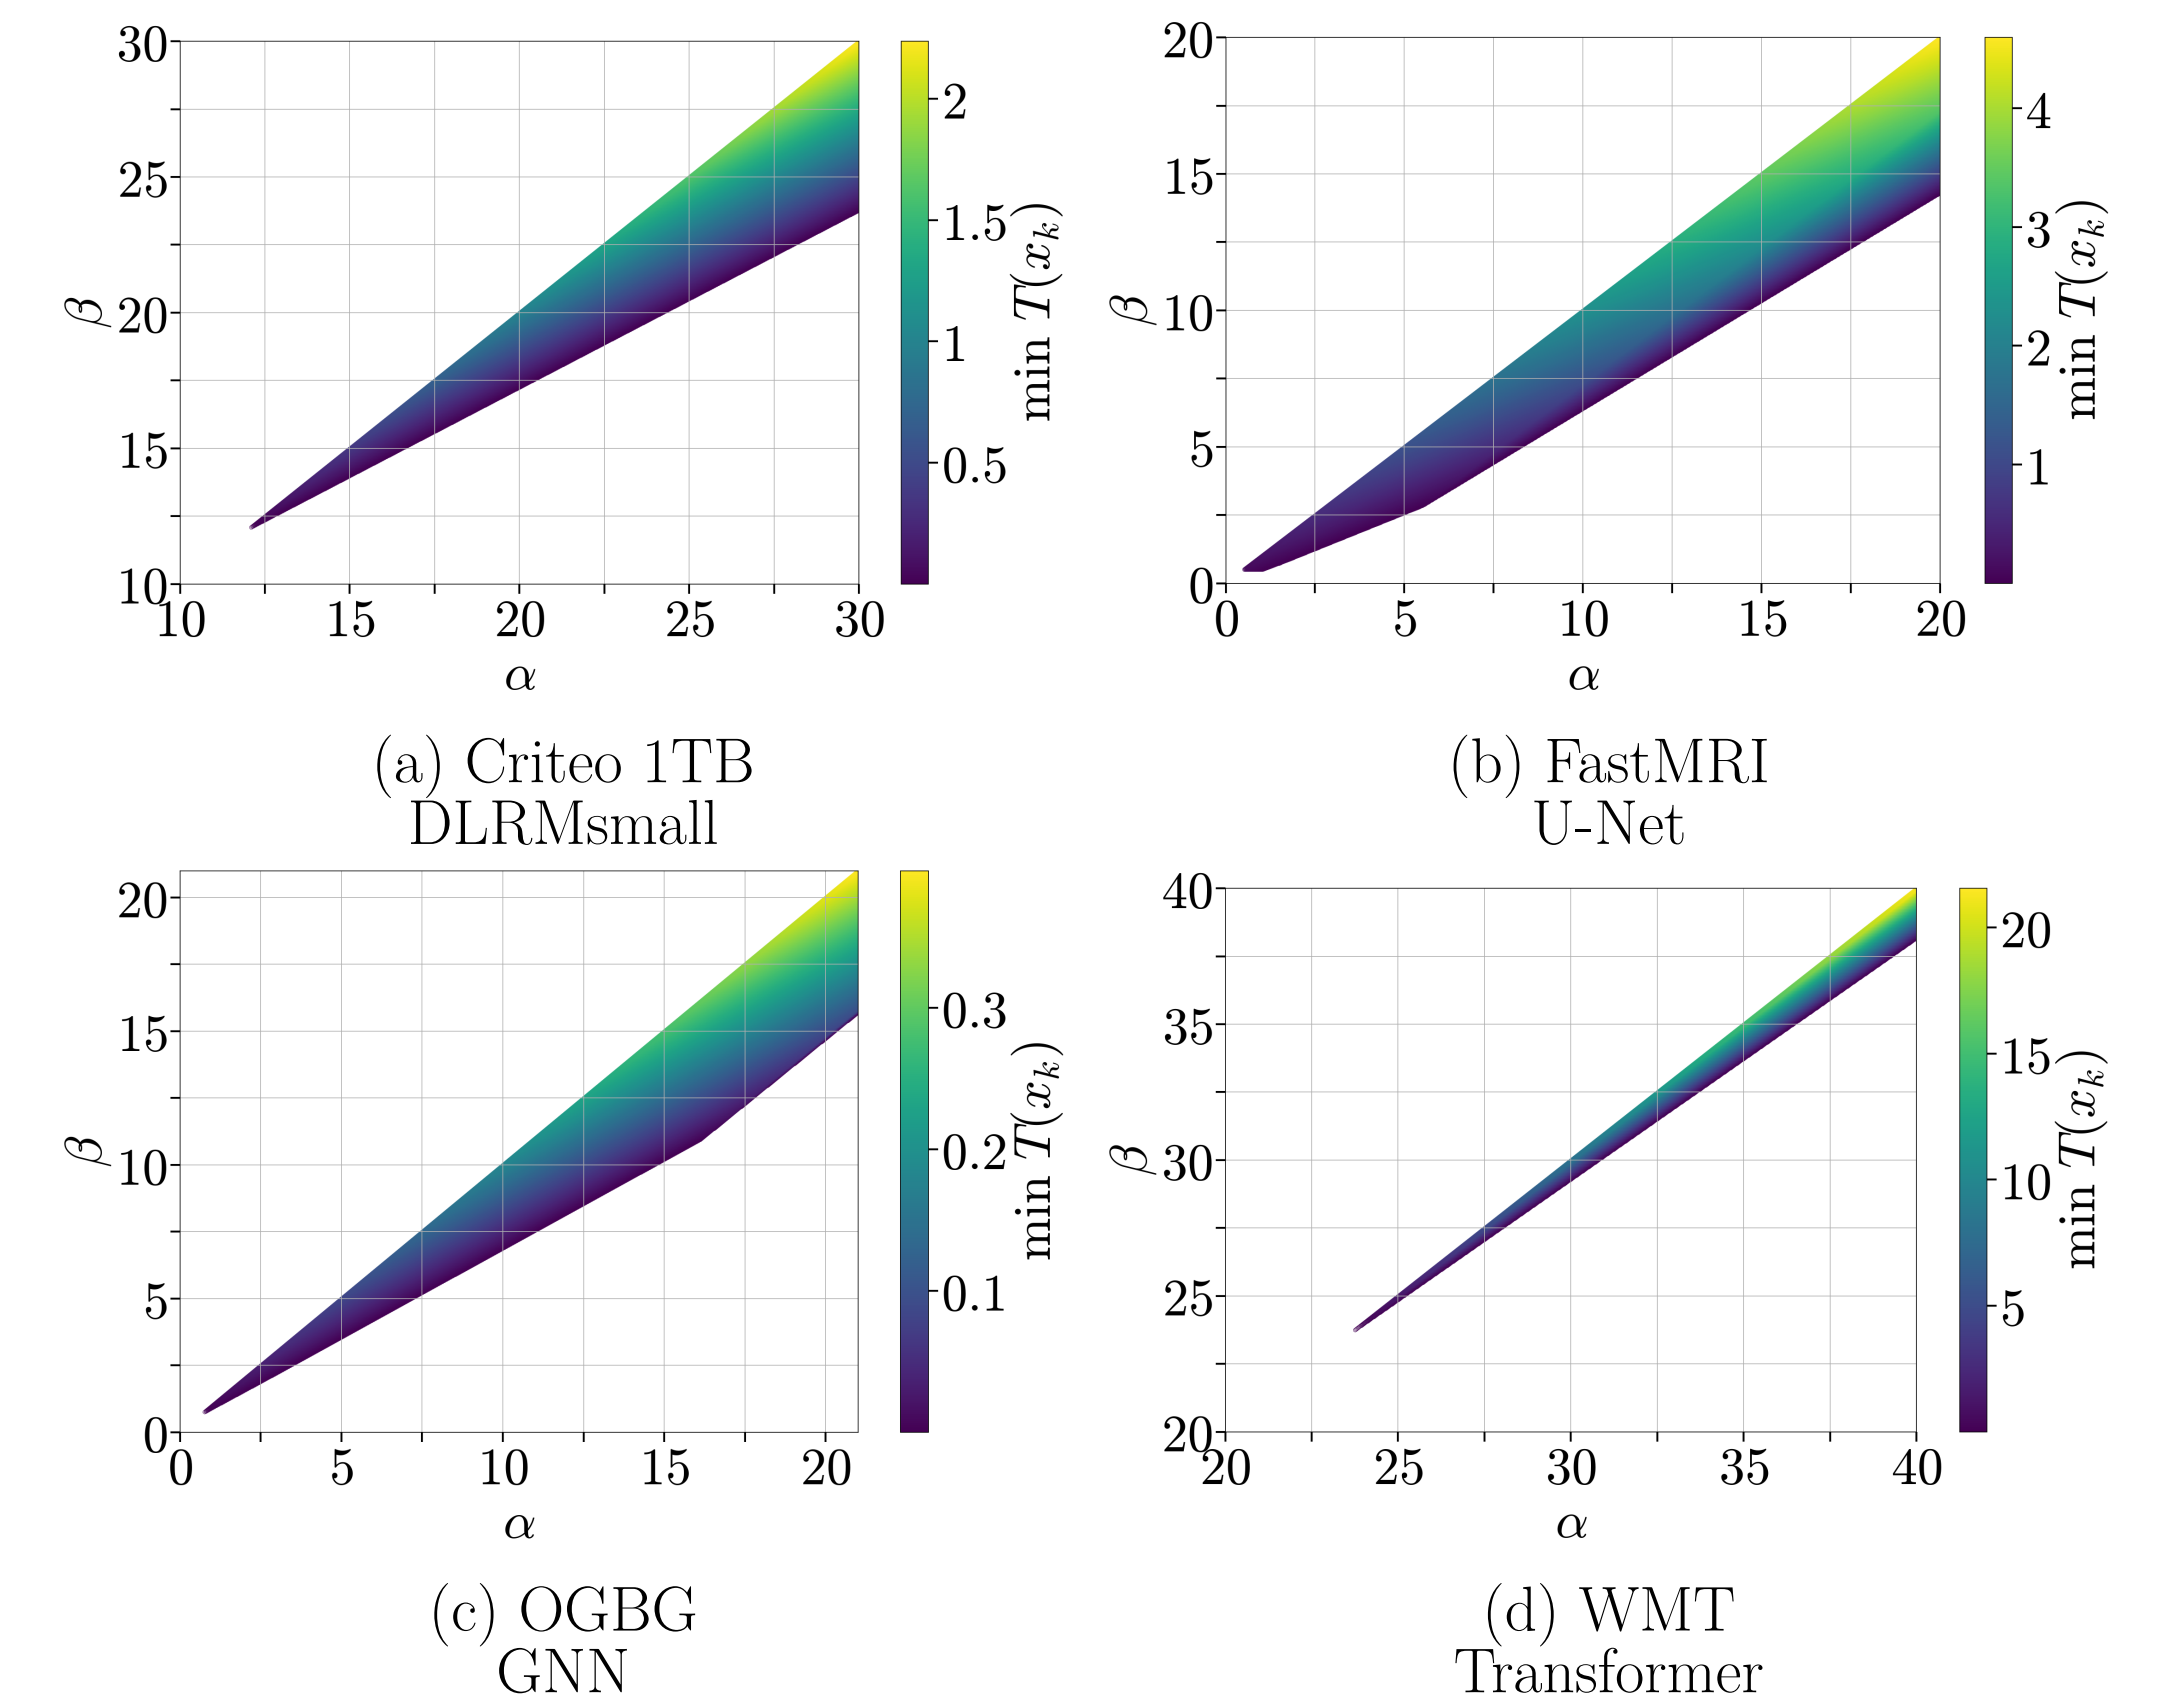 30
25
20
15
10
β
10
15
20
25
30
α
2
1.5
1
0.5
min T(x_k)
(a) Criteo 1TB
DLRMsmall
20
15
10
5
0
β
0
5
10
15
20
α
4
3
2
1
min T(x_k)
(b) FastMRI
U-Net
20
15
10
5
0
β
0
5
10
15
20
α
0.3
0.2
0.1
min T(x_k)
(c) OGBG
GNN
40
35
30
25
20
β
20
25
30
35
40
α
20
15
10
5
min T(x_k)
(d) WMT
Transformer